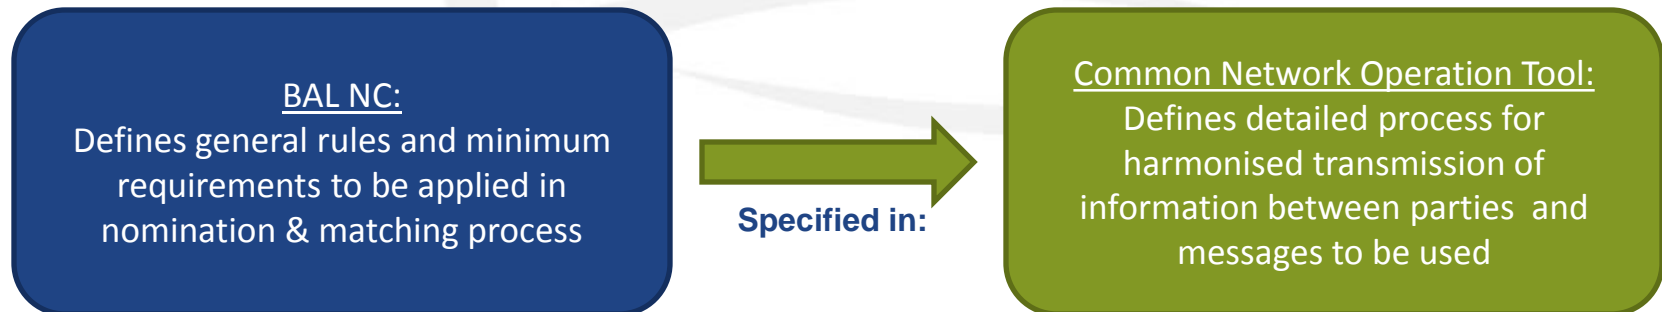 BAL NC:
Defines general rules and minimum
requirements to be applied in
nomination & matching process
Specified in:
Common Network Operation Tool:
Defines detailed process for
harmonised transmission of
information between parties  and
messages to be used